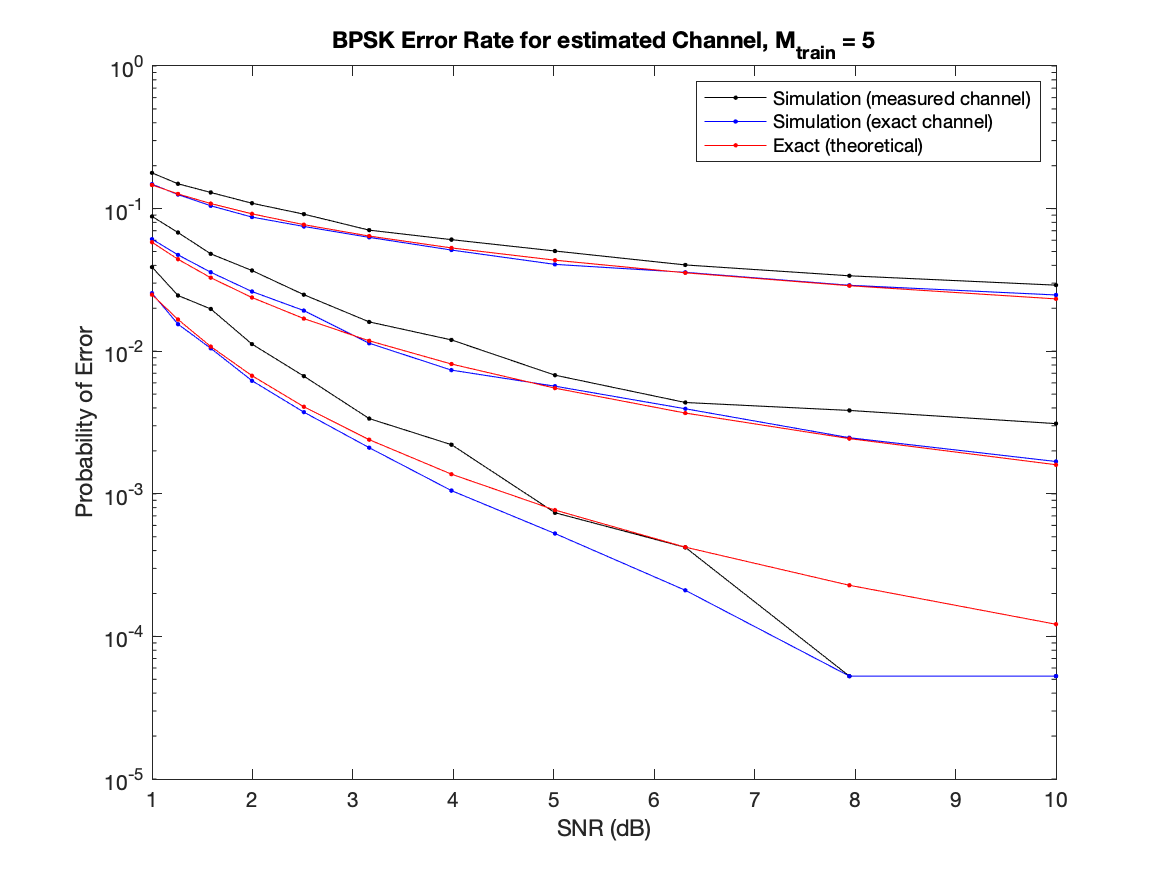 BPSK Error Rate for estimated Channel, M_train = 5
10^0
Simulation (measured channel)
Simulation (exact channel)
Exact (theoretical)
10^-1
10^-2
Probability of Error
10^-3
10^-4
10^-5
1 2 3 4 5 6 7 8 9 10
SNR (dB)